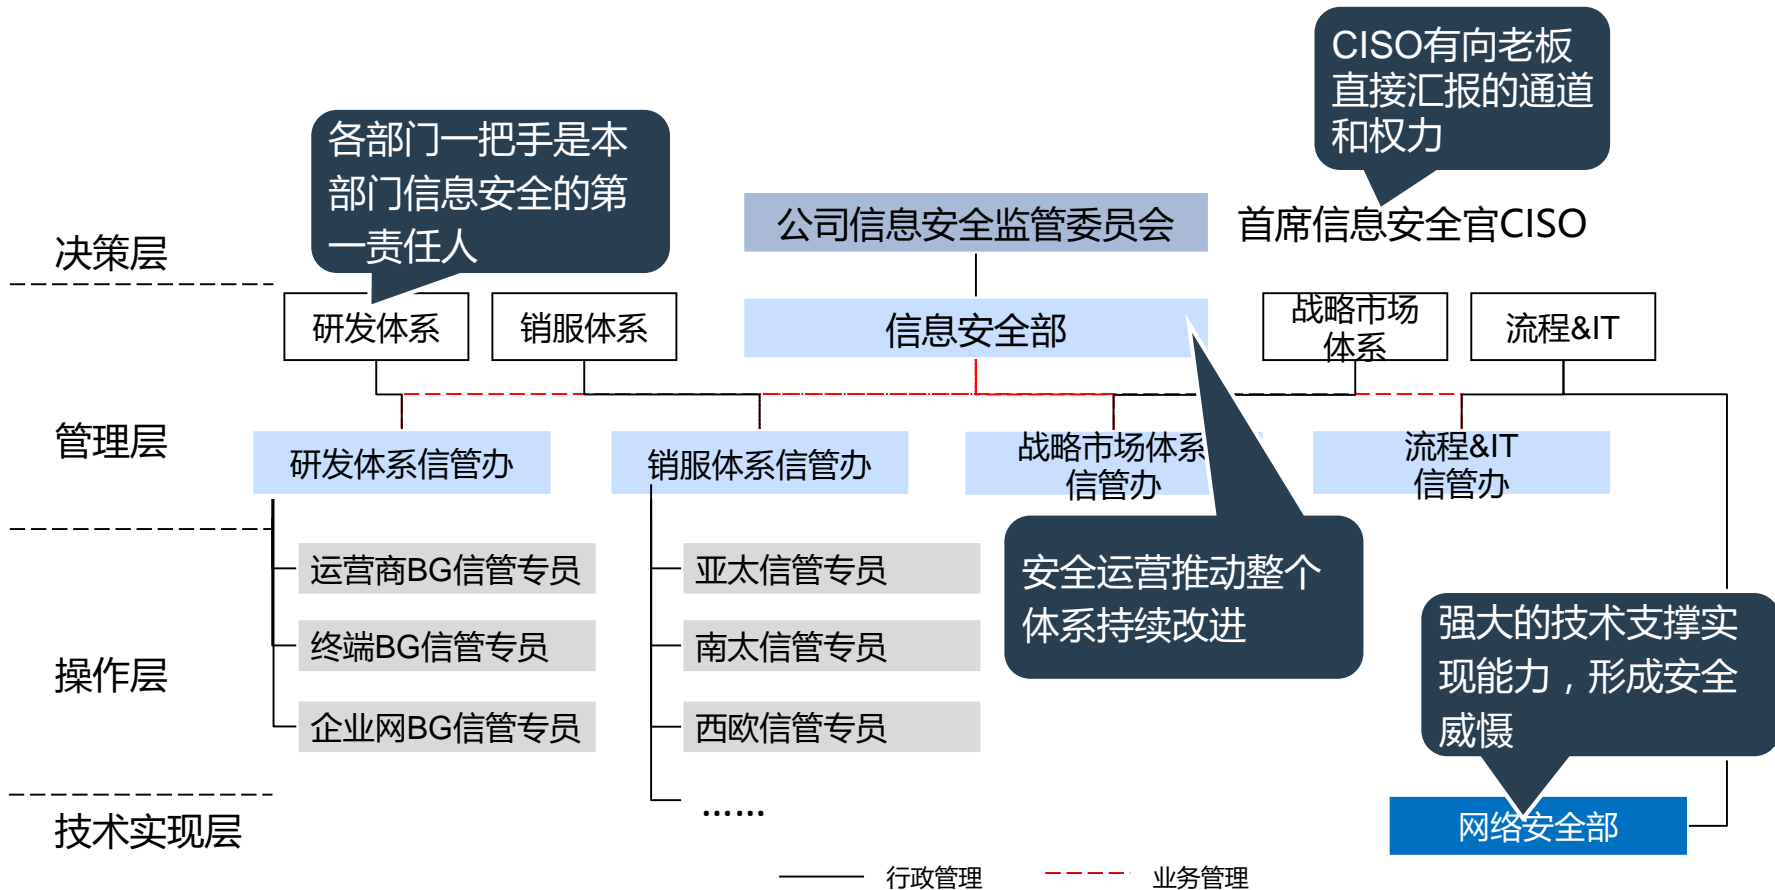 CISO有向老板
直接汇报的通道
和权力
各部门一把手是本
部门信息安全的第
一责任人
公司信息安全监管委员会
首席信息安全官CISO
决策层
研发体系
销服体系
信息安全部
战略市场
体系
流程&IT
管理层
研发体系信管办
销服体系信管办
战略市场体系
信管办
流程&IT
信管办
运营商BG信管专员
亚太信管专员
安全运营推动整个
体系持续改进
操作层
终端BG信管专员
南太信管专员
强大的技术支撑实
现能力，形成安全
威慑
企业网BG信管专员
西欧信管专员
……
技术实现层
网络安全部
行政管理
业务管理